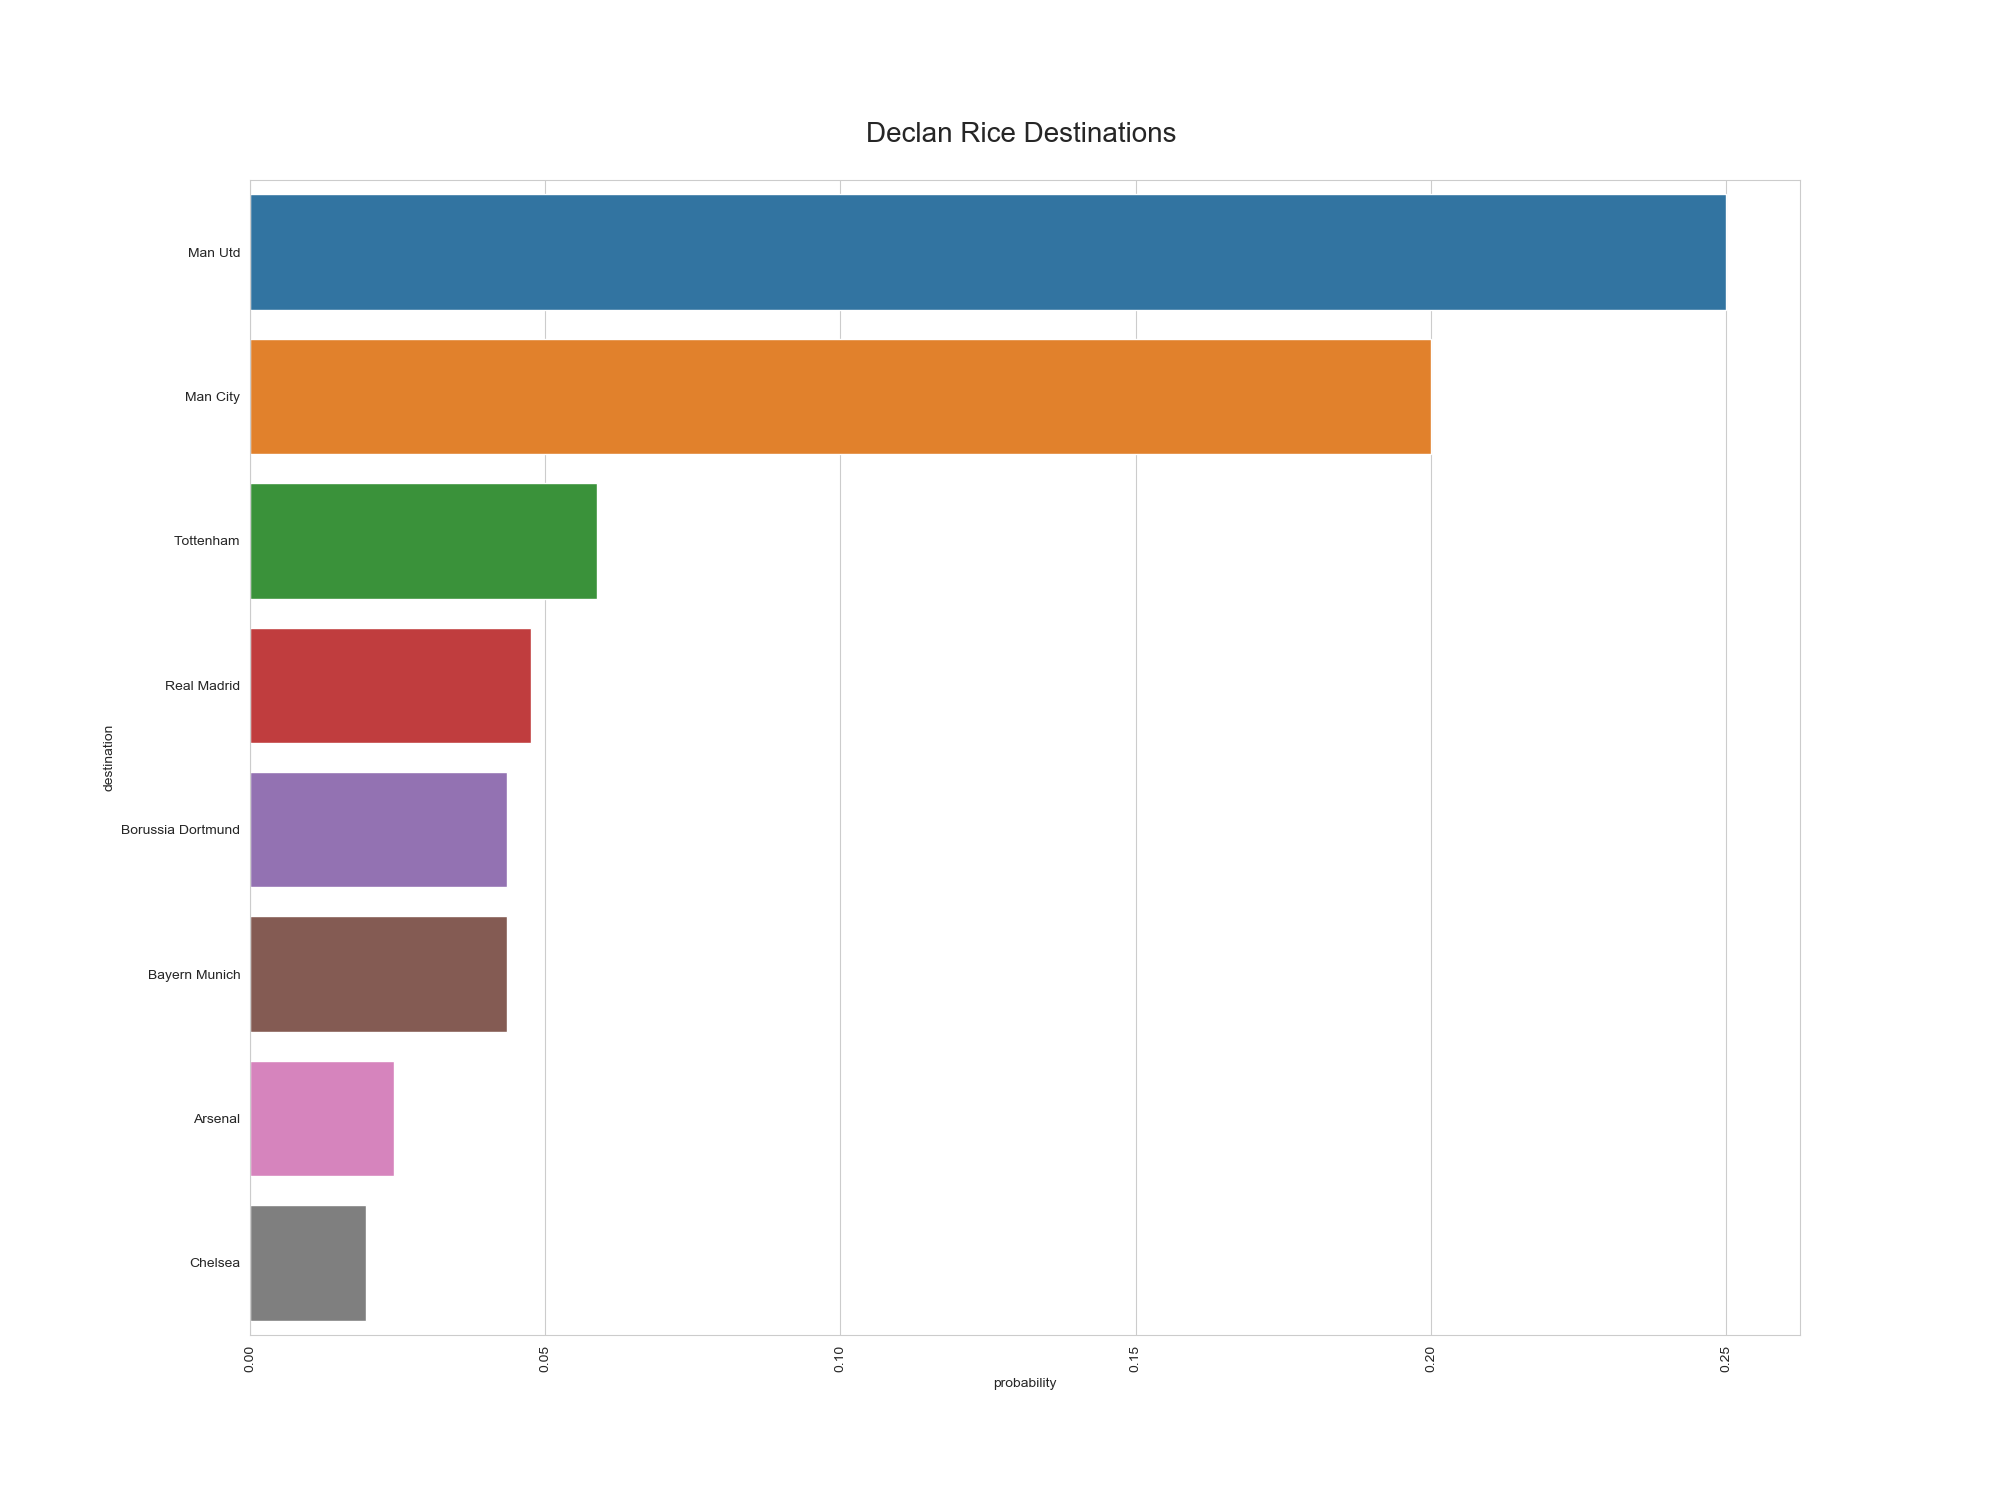 Declan Rice Destinations
Man Utd
Man City
Tottenham
Real Madrid
destination
Borussia Dortmund
Bayern Munich
Arsenal
Chelsea
0.00
0.05
0.10
0.15
0.20
0.25
probability